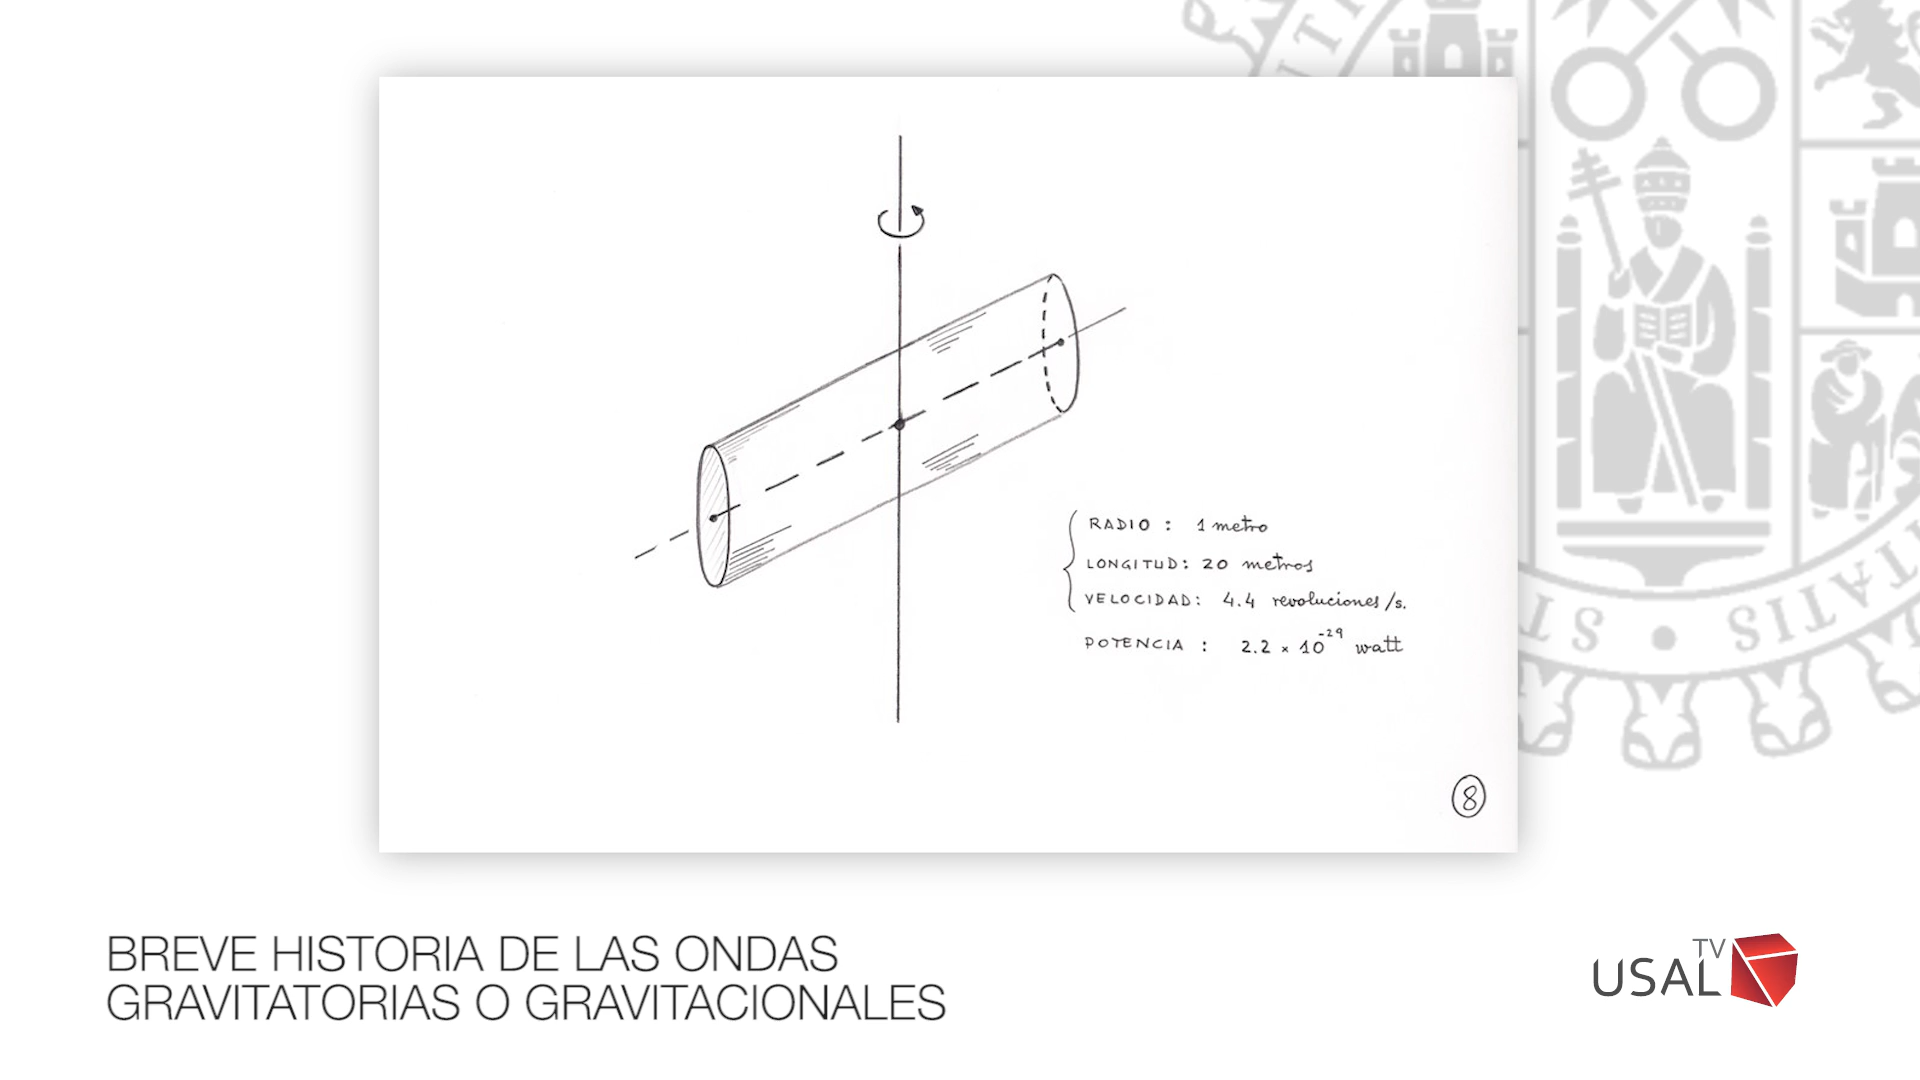 RADIO : 1 metro
LONGITUD: 20 metros
VELOCIDAD: 4.4 revoluciones/s.
POTENCIA : 2.2 × 10⁻²⁹ watt
8
BREVE HISTORIA DE LAS ONDAS
GRAVITATORIAS O GRAVITACIONALES
USAL TV